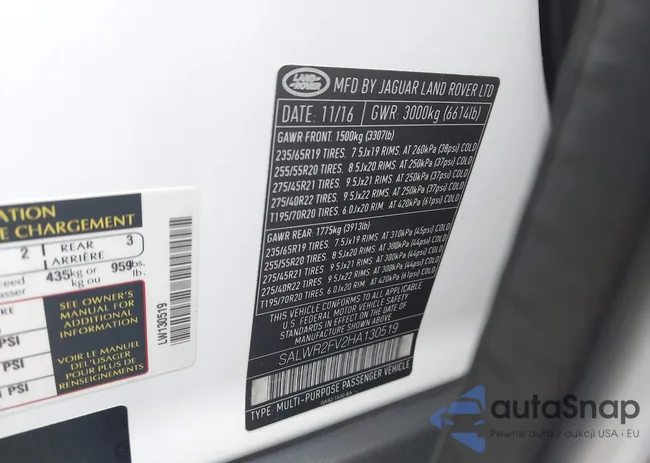 LAND-
ROVER
MFD BY JAGUAR LAND ROVER LTD
DATE: 11/16 GWR: 3000kg (6614lb)
GAWR FRONT: 1500kg (3307lb)
235/65R19 TIRES. 7.5Jx19 RIMS. AT 260kPa (38psi) COLD
255/55R20 TIRES. 8.5Jx20 RIMS. AT 250kPa (37psi) COLD
275/45R21 TIRES. 9.5Jx21 RIMS. AT 250kPa (37psi) COLD
275/40R22 TIRES. 9.5Jx22 RIMS. AT 250kPa (37psi) COLD
T195/70R20 TIRES. 6.0Jx20 RIMS. AT 420kPa (61psi) COLD
GAWR REAR: 1775kg (3913lb)
235/65R19 TIRES. 7.5Jx19 RIMS. AT 310kPa (45psi) COLD
255/55R20 TIRES. 8.5Jx20 RIMS. AT 300kPa (44psi) COLD
275/45R21 TIRES. 9.5Jx21 RIMS. AT 300kPa (44psi) COLD
275/40R22 TIRES. 9.5Jx22 RIMS. AT 300kPa (44psi) COLD
T195/70R20 TIRES. 6.0Jx20 RIMS. AT 420kPa (61psi) COLD
THIS VEHICLE CONFORMS TO ALL APPLICABLE
U.S. FEDERAL MOTOR VEHICLE SAFETY
STANDARDS IN EFFECT ON THE DATE OF
MANUFACTURE SHOWN ABOVE.
SALWR2FV2HA130519
TYPE: MULTI-PURPOSE PASSENGER VEHICLE
ATION
E CHARGEMENT
2 REAR 3
ARRIÈRE
435kg or 959lbs.
kg ou lb.
SEE OWNER'S
MANUAL FOR
ADDITIONAL
INFORMATION
VOIR LE MANUEL
DE L'USAGER
POUR PLUS DE
RENSEIGNEMENTS
PSI
PSI
PSI
LW130519
autaSnap
Pewne auta z aukcji USA i EU